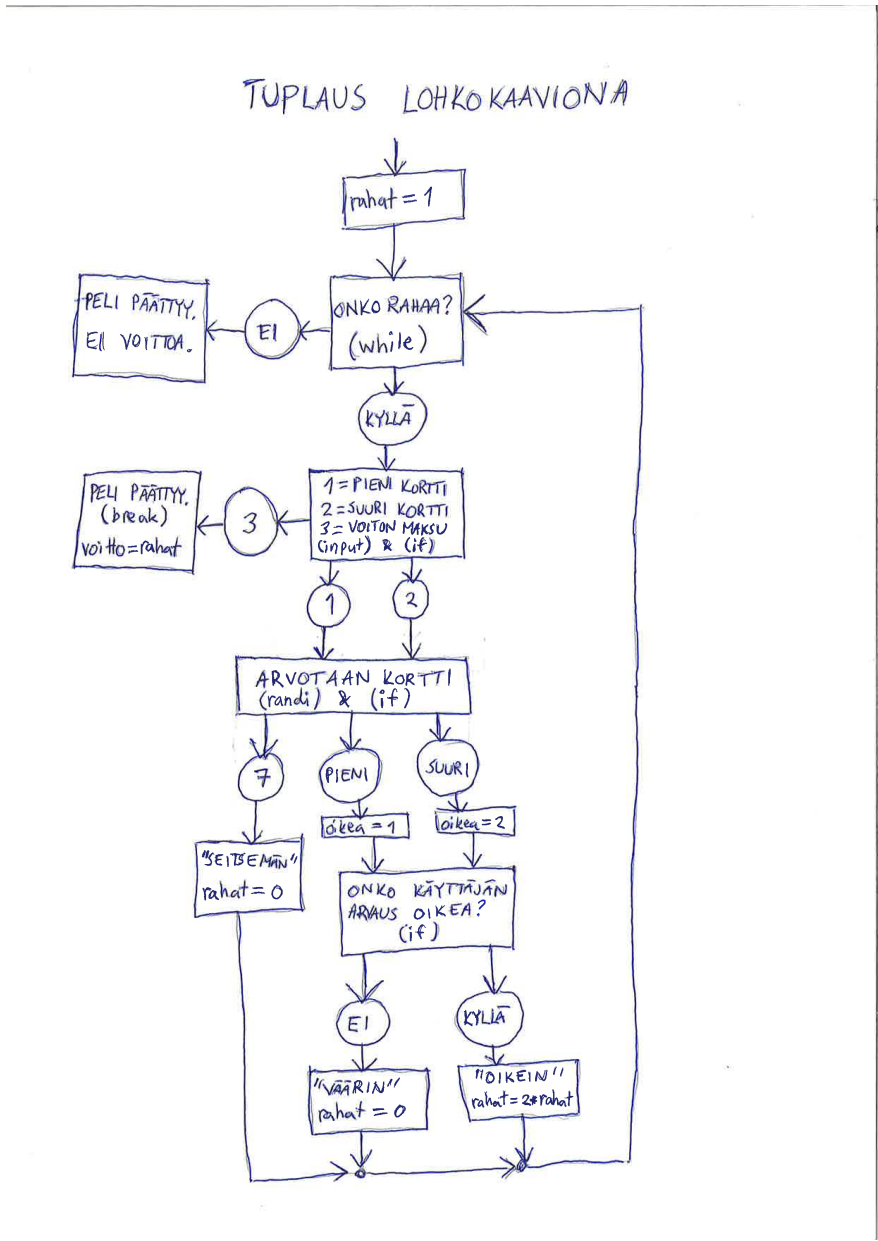 TUPLAUS LOHKOKAAVIONA
rahat = 1
ONKO RAHAA?
(while)
EI
PELI PÄÄTTYY.
EI VOITTOA.
KYLLÄ
1 = PIENI KORTTI
2 = SUURI KORTTI
3 = VOITON MAKSU
(input) & (if)
3
PELI PÄÄTTYY.
(break)
voitto=rahat
1
2
ARVOTAAN KORTTI
(randi) & (if)
7
PIENI
SUURI
oikea = 1
oikea = 2
"SEITSEMÄN"
rahat = 0
ONKO KÄYTTÄJÄN
ARVAUS OIKEA?
(if)
EI
KYLLÄ
"VÄÄRIN"
rahat = 0
"OIKEIN"
rahat=2*rahat